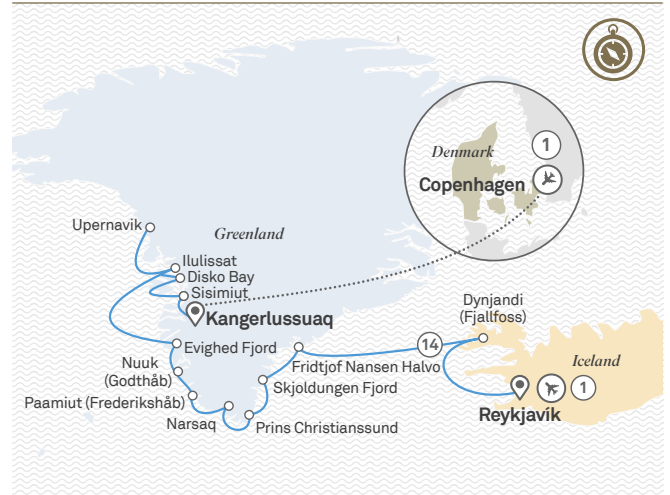 Denmark
1
Copenhagen
Upernavik
Greenland
Ilulissat
Disko Bay
Sisimiut
Kangerlussuaq
Dynjandi
(Fjallfoss)
Evighed Fjord
14
Iceland
Fridtjof Nansen Halvo
Nuuk
(Godthåb)
Skjoldungen Fjord
1
Paamiut (Frederikshåb)
Reykjavík
Narsaq
Prins Christianssund